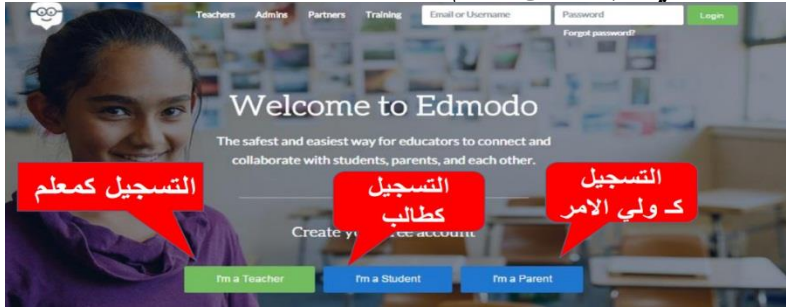 Teachers Admins Partners Training Email or Username Password Login
Forgot password?
Welcome to Edmodo
The safest and easiest way for educators to connect and
collaborate with students, parents, and each other.
التسجيل كمعلم
التسجيل
كطالب
التسجيل
كـ ولي الامر
Create
account
I'm a Teacher I'm a Student I'm a Parent